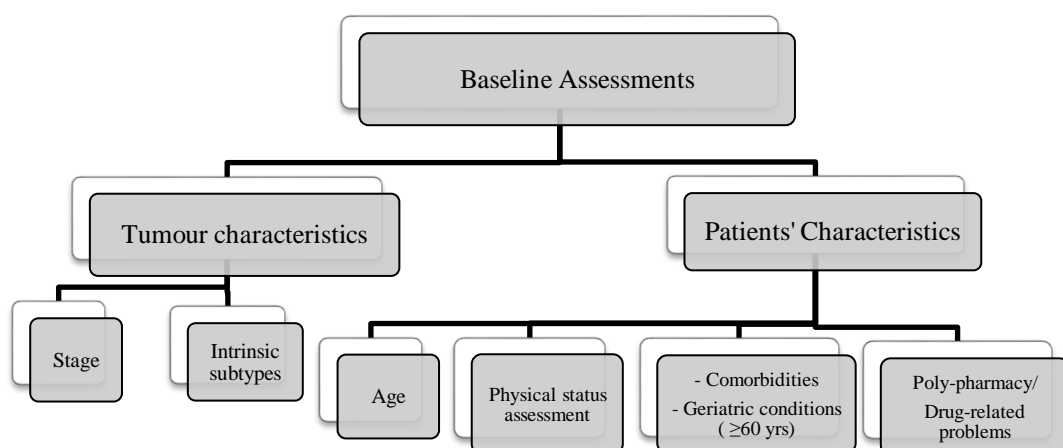 Baseline Assessments
Tumour characteristics
Patients' Characteristics
Stage
Intrinsic
subtypes
Age
Physical status
assessment
- Comorbidities
- Geriatric conditions
( ≥60 yrs)
Poly-pharmacy/
Drug-related
problems